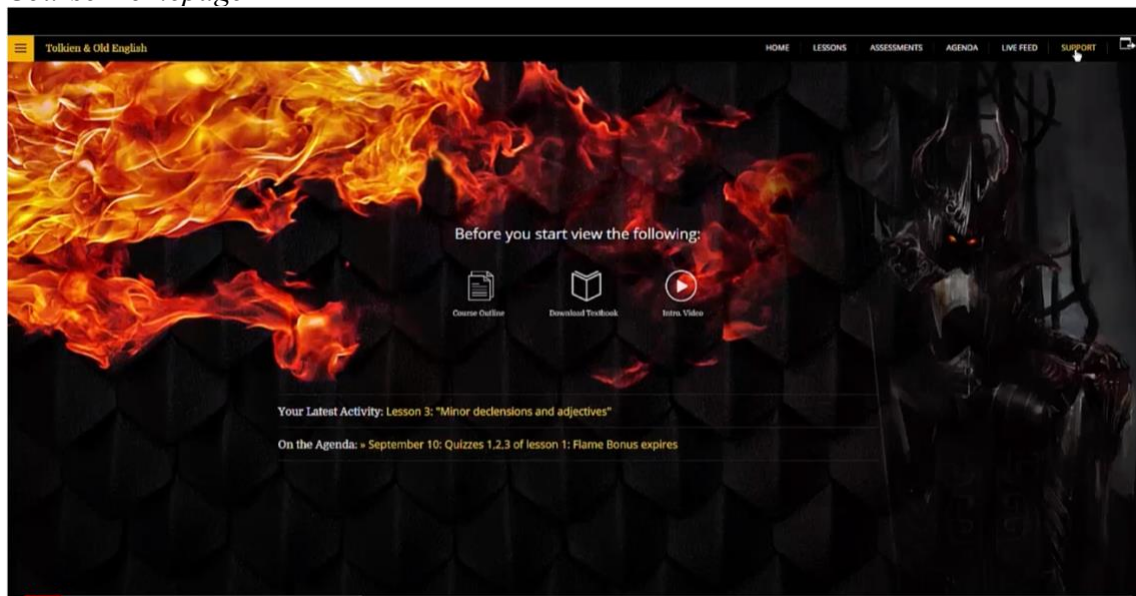 Tolkien & Old English
HOME LESSONS ASSESSMENTS AGENDA LIVE FEED SUPPORT
Before you start view the following:
Course Outline Download Textbook Intro. Video
Your Latest Activity: Lesson 3: "Minor declensions and adjectives"
On the Agenda: » September 10: Quizzes 1,2,3 of lesson 1: Flame Bonus expires